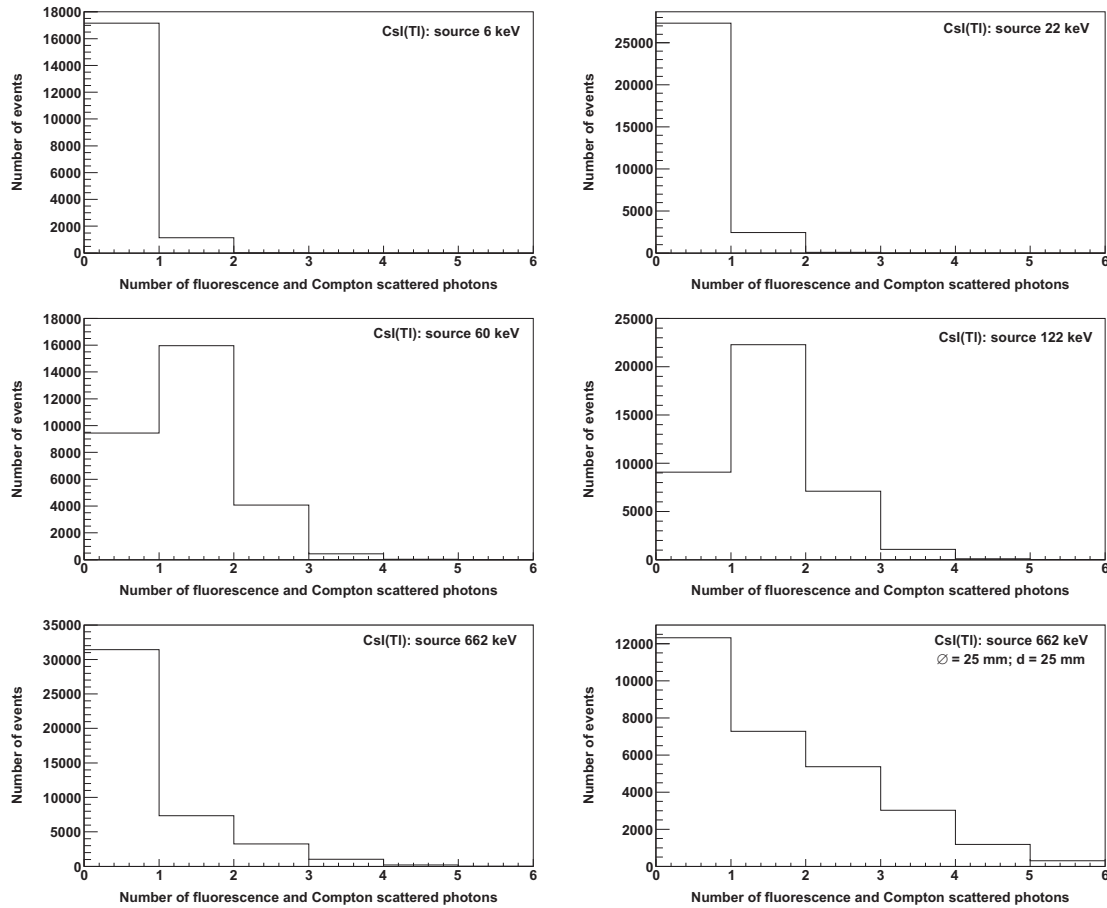 CsI(Tl): source 6 keV
Number of events
18000
16000
14000
12000
10000
8000
6000
4000
2000
0
0 1 2 3 4 5 6
Number of fluorescence and Compton scattered photons
CsI(Tl): source 22 keV
Number of events
25000
20000
15000
10000
5000
0
0 1 2 3 4 5 6
Number of fluorescence and Compton scattered photons
CsI(Tl): source 60 keV
Number of events
18000
16000
14000
12000
10000
8000
6000
4000
2000
0
0 1 2 3 4 5 6
Number of fluorescence and Compton scattered photons
CsI(Tl): source 122 keV
Number of events
25000
20000
15000
10000
5000
0
0 1 2 3 4 5 6
Number of fluorescence and Compton scattered photons
CsI(Tl): source 662 keV
Number of events
35000
30000
25000
20000
15000
10000
5000
0
0 1 2 3 4 5 6
Number of fluorescence and Compton scattered photons
CsI(Tl): source 662 keV
∅ = 25 mm; d = 25 mm
Number of events
12000
10000
8000
6000
4000
2000
0
0 1 2 3 4 5 6
Number of fluorescence and Compton scattered photons